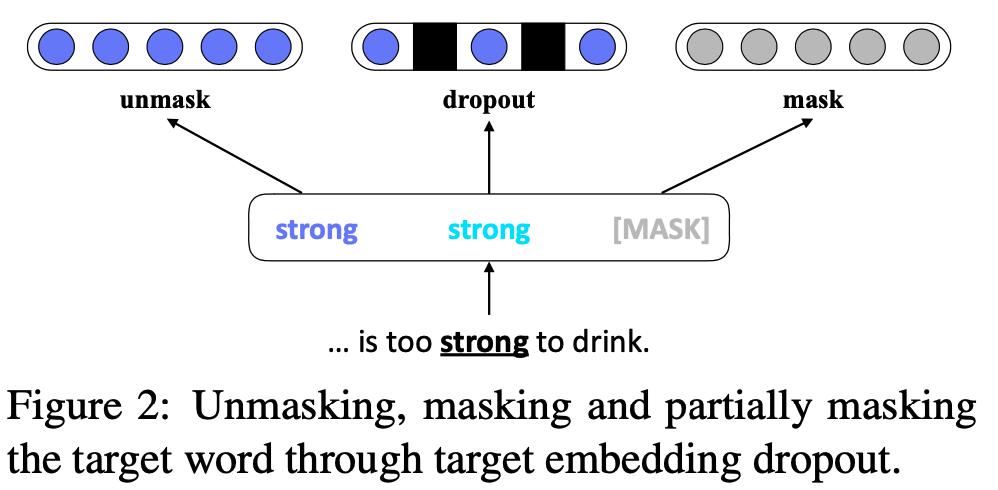 unmask dropout mask
strong strong [MASK]
... is too strong to drink.
Figure 2: Unmasking, masking and partially masking
the target word through target embedding dropout.